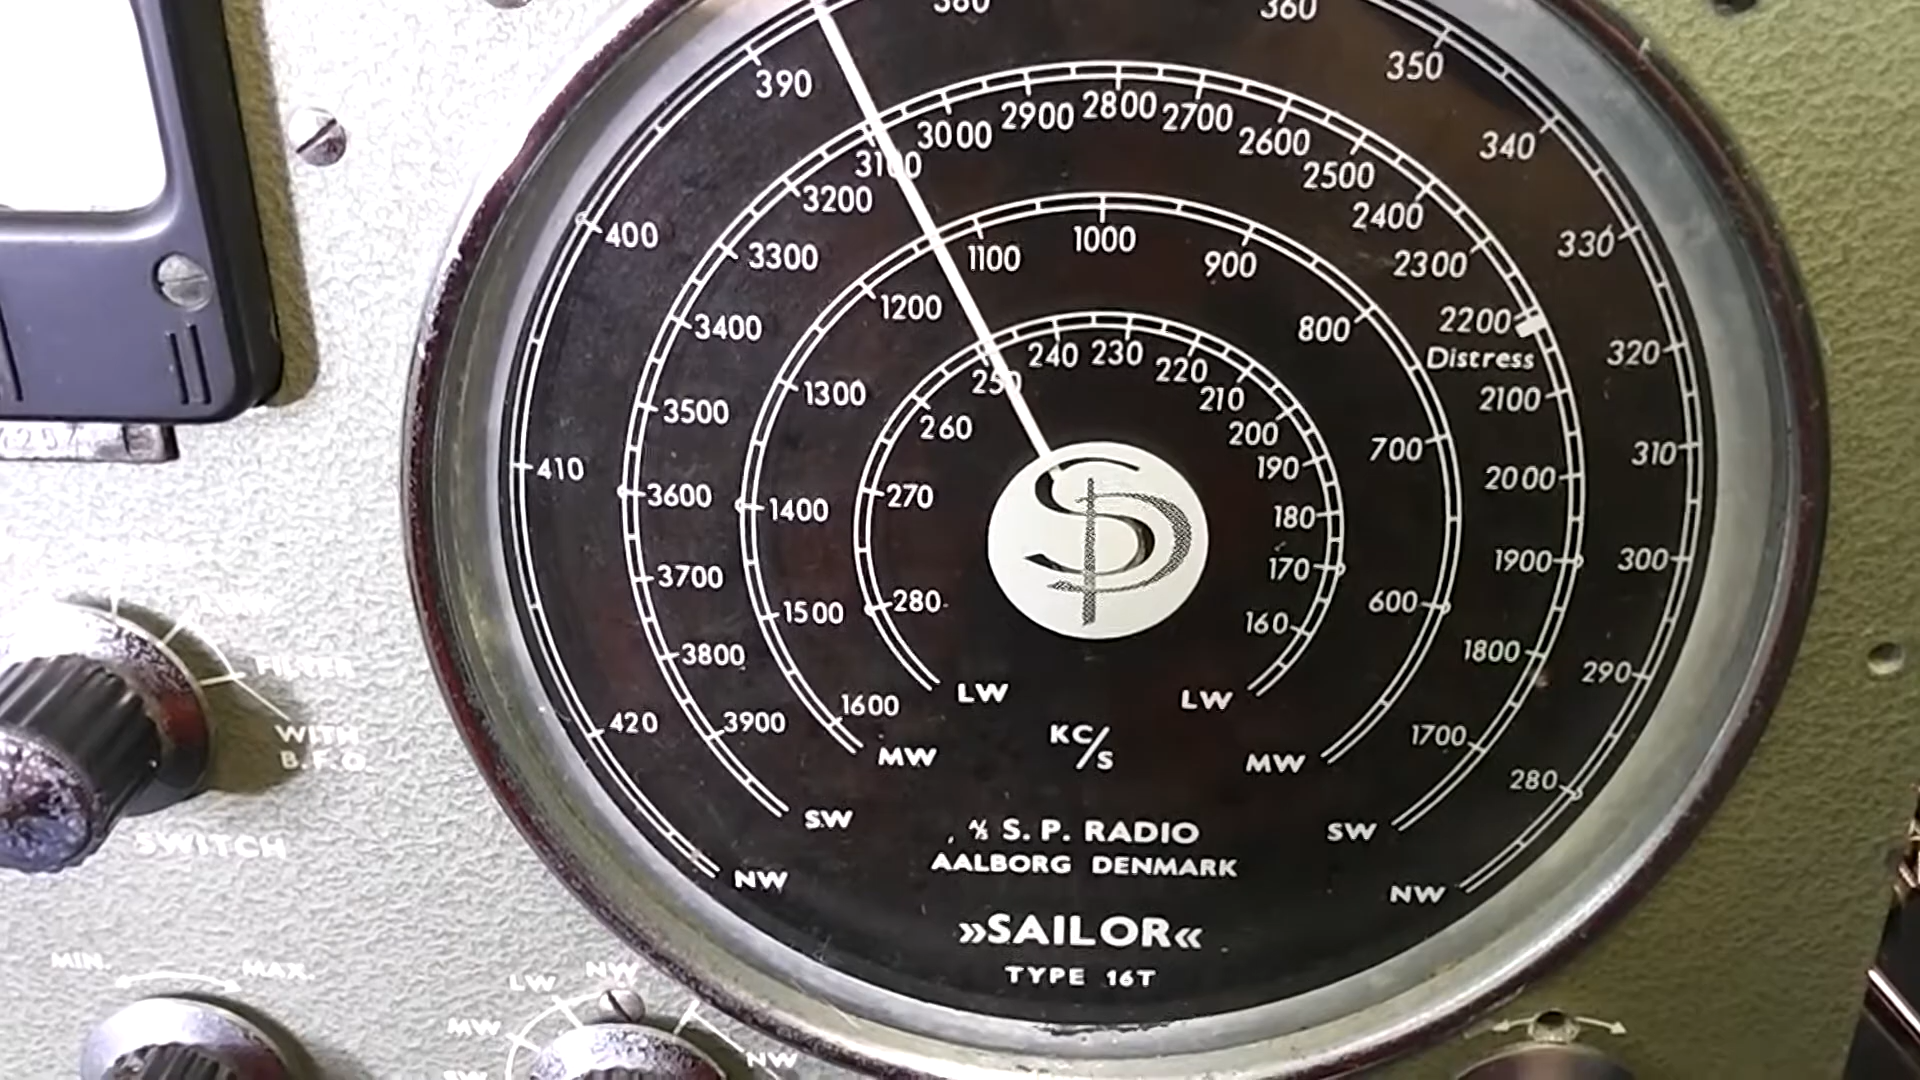 380 360
390 350
3000 2900 2800 2700 2600
340
3100 2500
3200 2400
400 1100 1000 900 330
3300 2300
1200
3400 800 2200 320
240 230 220
Distress
250 210 2100
1300
3500 260 200
700 310
410 190
3600 270 2000
1400 180
170 1900 300
3700
280 600
1500 160
3800 1800 290
FILTER
LW LW
1600
420 3900 KC/S 1700
WITH
B.F.O.
MW MW
280
SW SW
A/S S. P. RADIO
SWITCH
AALBORG DENMARK
NW NW
»SAILOR«
MIN. MAX.
TYPE 16T
LW NW
MW
NW
SW